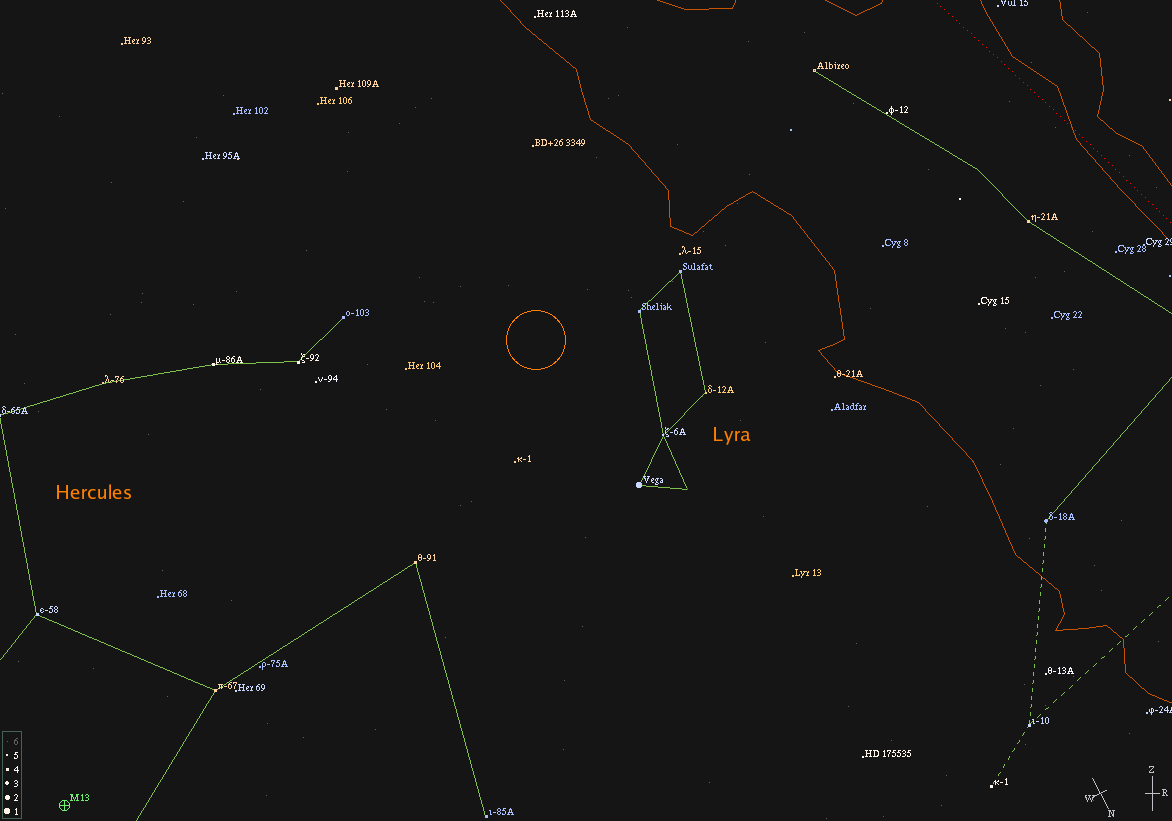 Vul 15
Her 113A
Her 93
Albireo
Her 109A
Her 106
Her 102
φ-12
BD+26 3349
Her 95A
η-21A
Cyg 8
Cyg 29
Cyg 28
λ-15
Sulafat
Cyg 15
Sheliak
ο-103
Cyg 22
ζ-92
μ-86A
Her 104
ν-94
θ-21A
λ-76
δ-12A
Aladfar
δ-65A
ζ-6A
Lyra
κ-1
Vega
Hercules
δ-18A
θ-91
Lyr 13
Her 68
ε-58
ρ-75A
θ-13A
π-67
Her 69
φ-24A
ι-10
HD 175535
κ-1
M13
ι-85A
6
5
4
3
2
1
W
N
Z
R